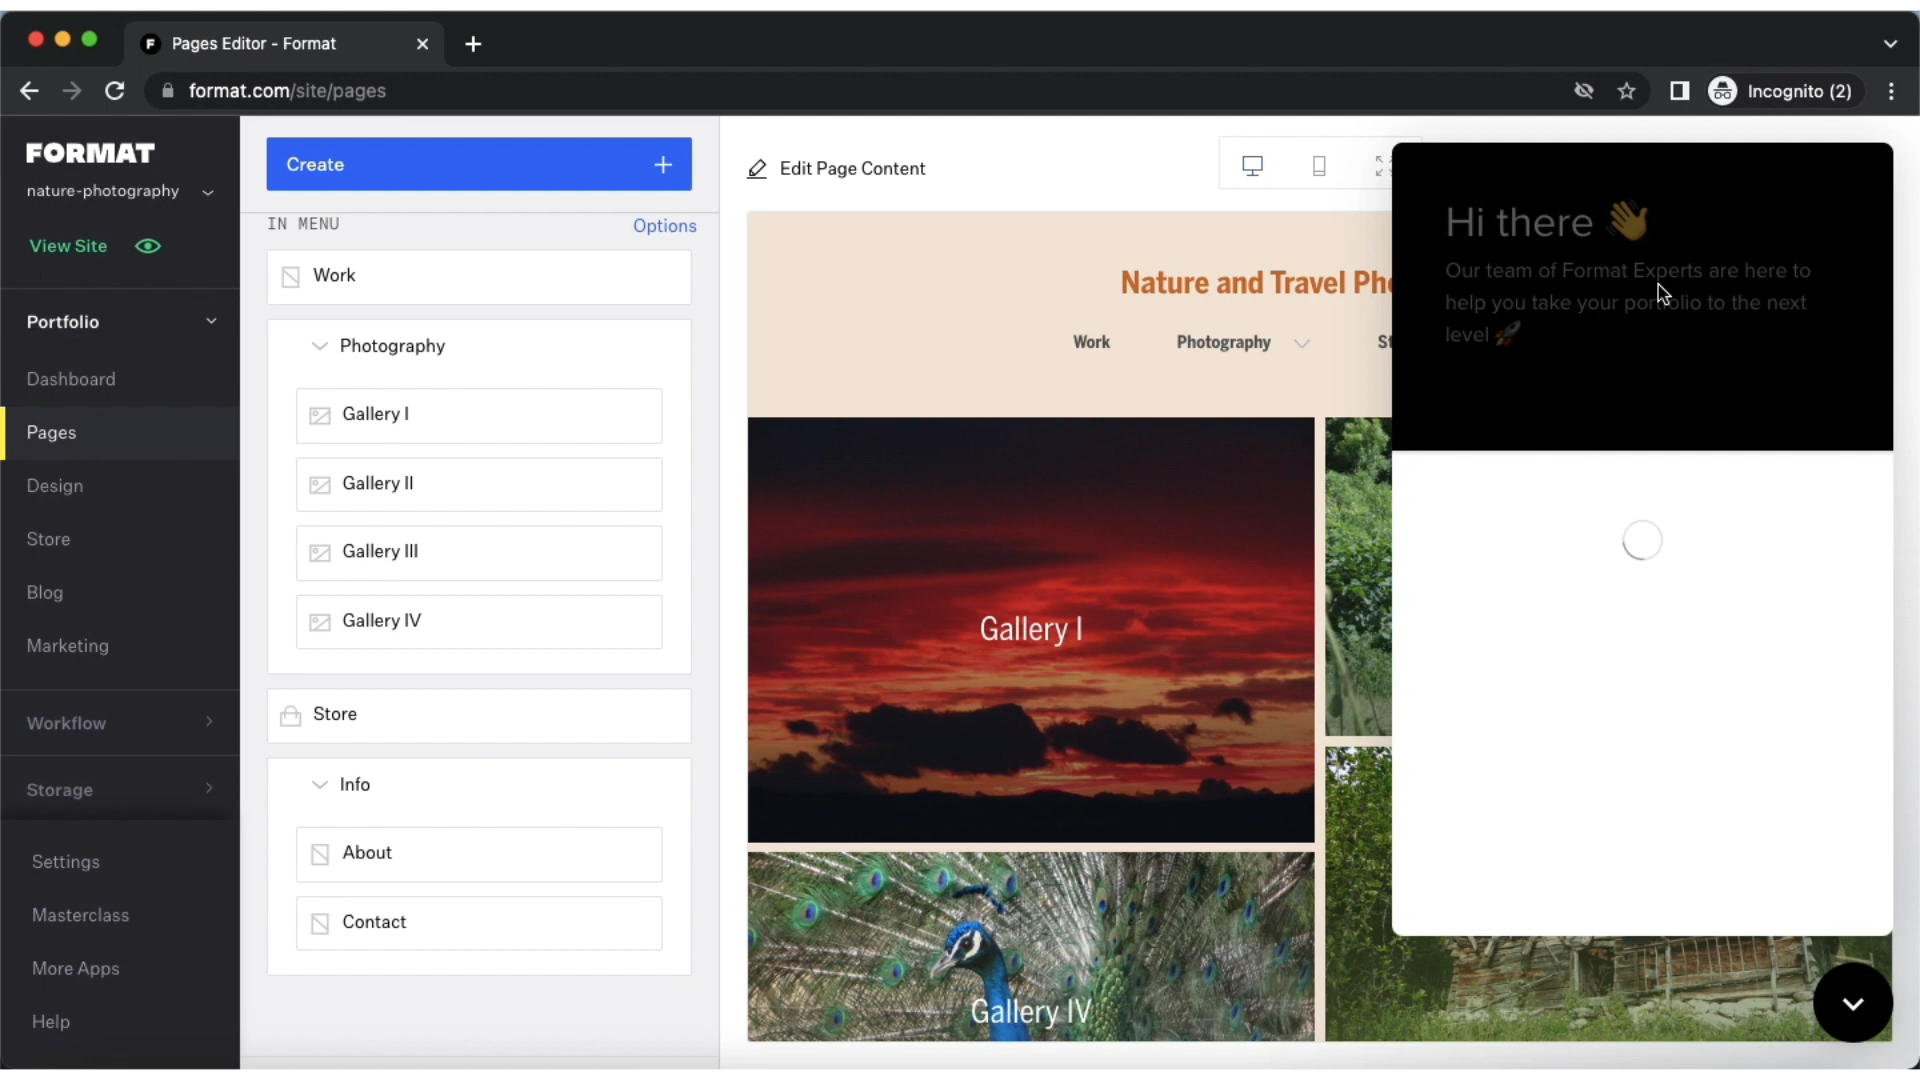 Pages Editor - Format
format.com/site/pages
Incognito (2)
FORMAT
nature-photography
View Site
Portfolio
Dashboard
Pages
Design
Store
Blog
Marketing
Workflow
Storage
Settings
Masterclass
More Apps
Help
Create
IN MENU
Options
Work
Photography
Gallery I
Gallery II
Gallery III
Gallery IV
Store
Info
About
Contact
Edit Page Content
Nature and Travel Pho
Work Photography St
Gallery I
Gallery IV
Hi there 👋
Our team of Format Experts are here to
help you take your portfolio to the next
level 🚀